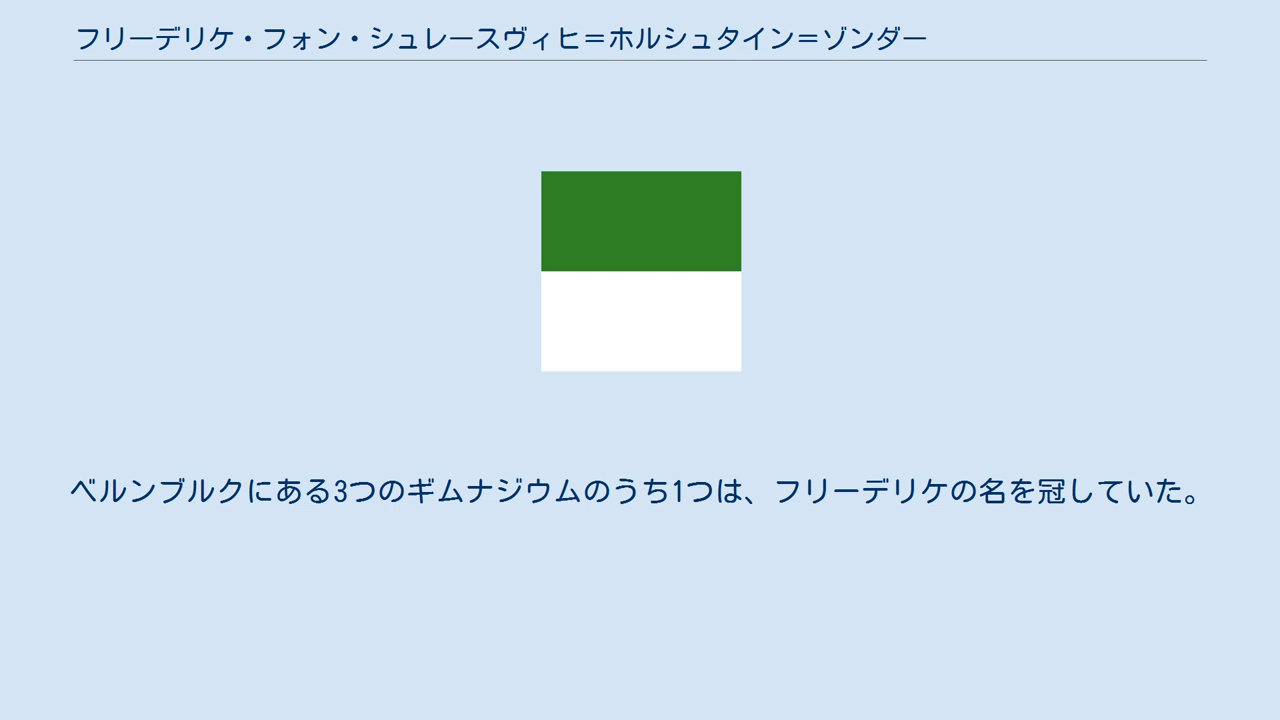 フリーデリケ・フォン・シュレースヴィヒ＝ホルシュタイン＝ゾンダー
ベルンブルクにある3つのギムナジウムのうち1つは、フリーデリケの名を冠していた。